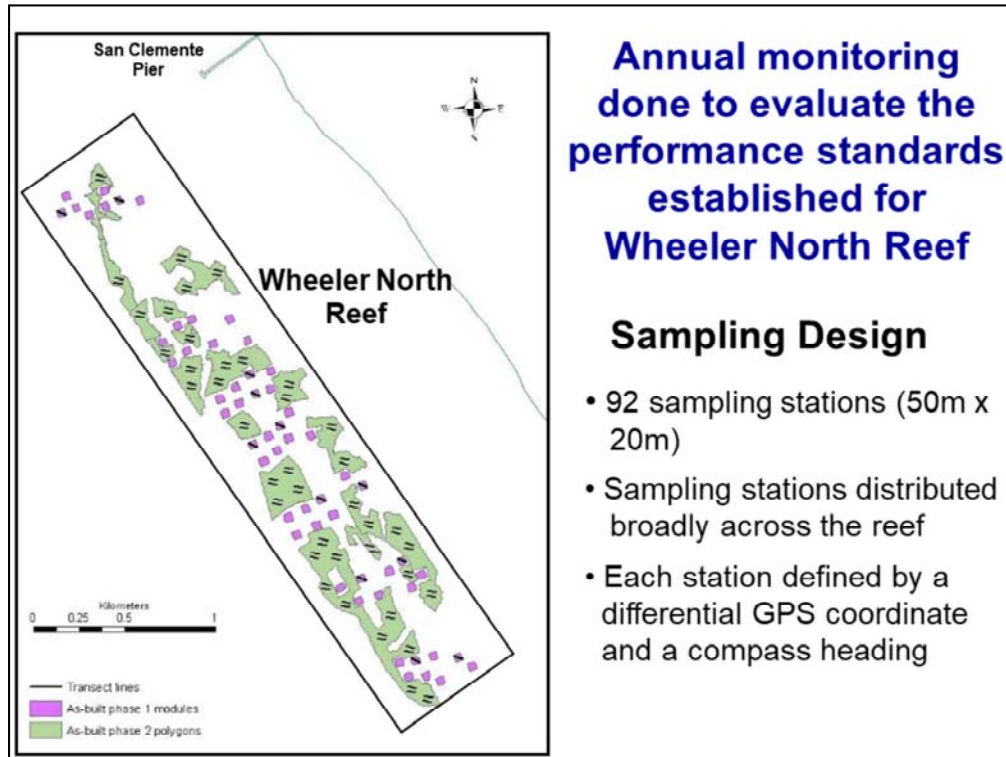 San Clemente
Pier
N
W
E
N
Wheeler North
Reef
Kilometers
0 0.25 0.5 1
Transect lines
As-built phase 1 modules
As-built phase 2 polygons
Annual monitoring
done to evaluate the
performance standards
established for
Wheeler North Reef
Sampling Design
• 92 sampling stations (50m x
20m)
• Sampling stations distributed
broadly across the reef
• Each station defined by a
differential GPS coordinate
and a compass heading